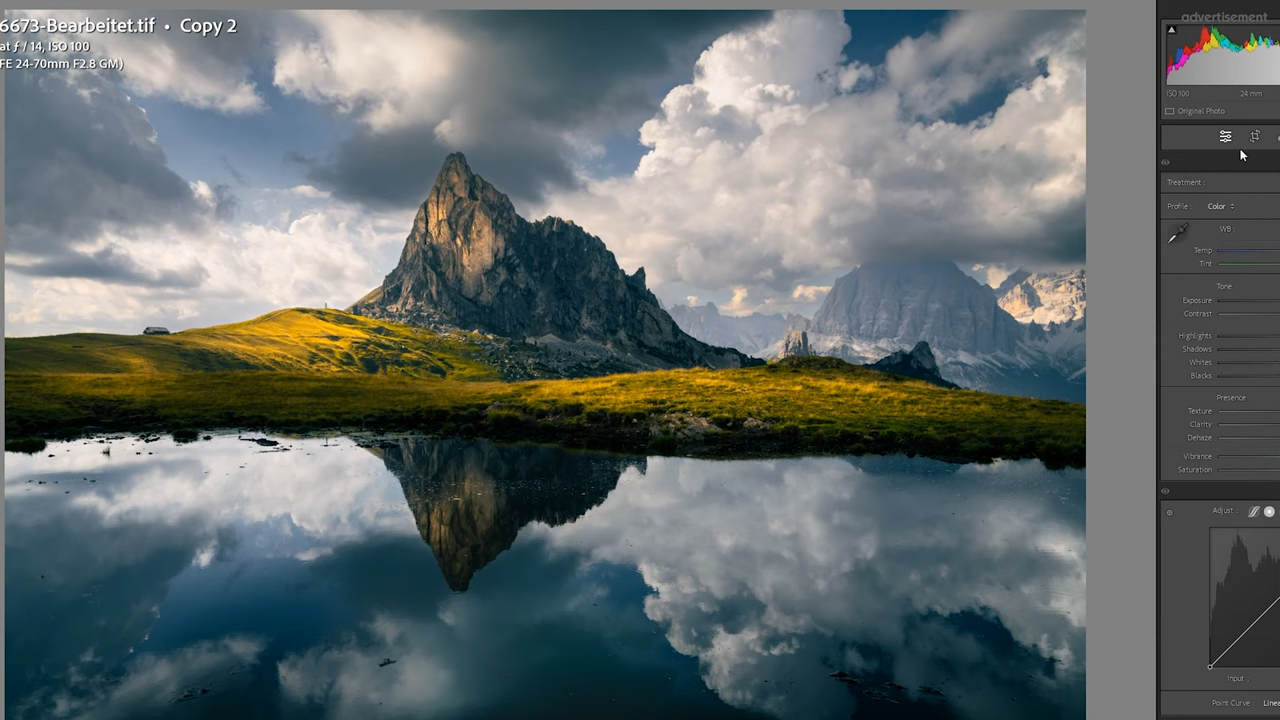 6673-Bearbeitet.tif • Copy 2
at ƒ / 14, ISO 100
FE 24-70mm F2.8 GM)
advertisement
ISO 100 24 mm
Original Photo
Treatment :
Profile : Color
WB :
Temp
Tint
Tone
Exposure
Contrast
Highlights
Shadows
Whites
Blacks
Presence
Texture
Clarity
Dehaze
Vibrance
Saturation
Adjust :
Input :
Point Curve : Linea